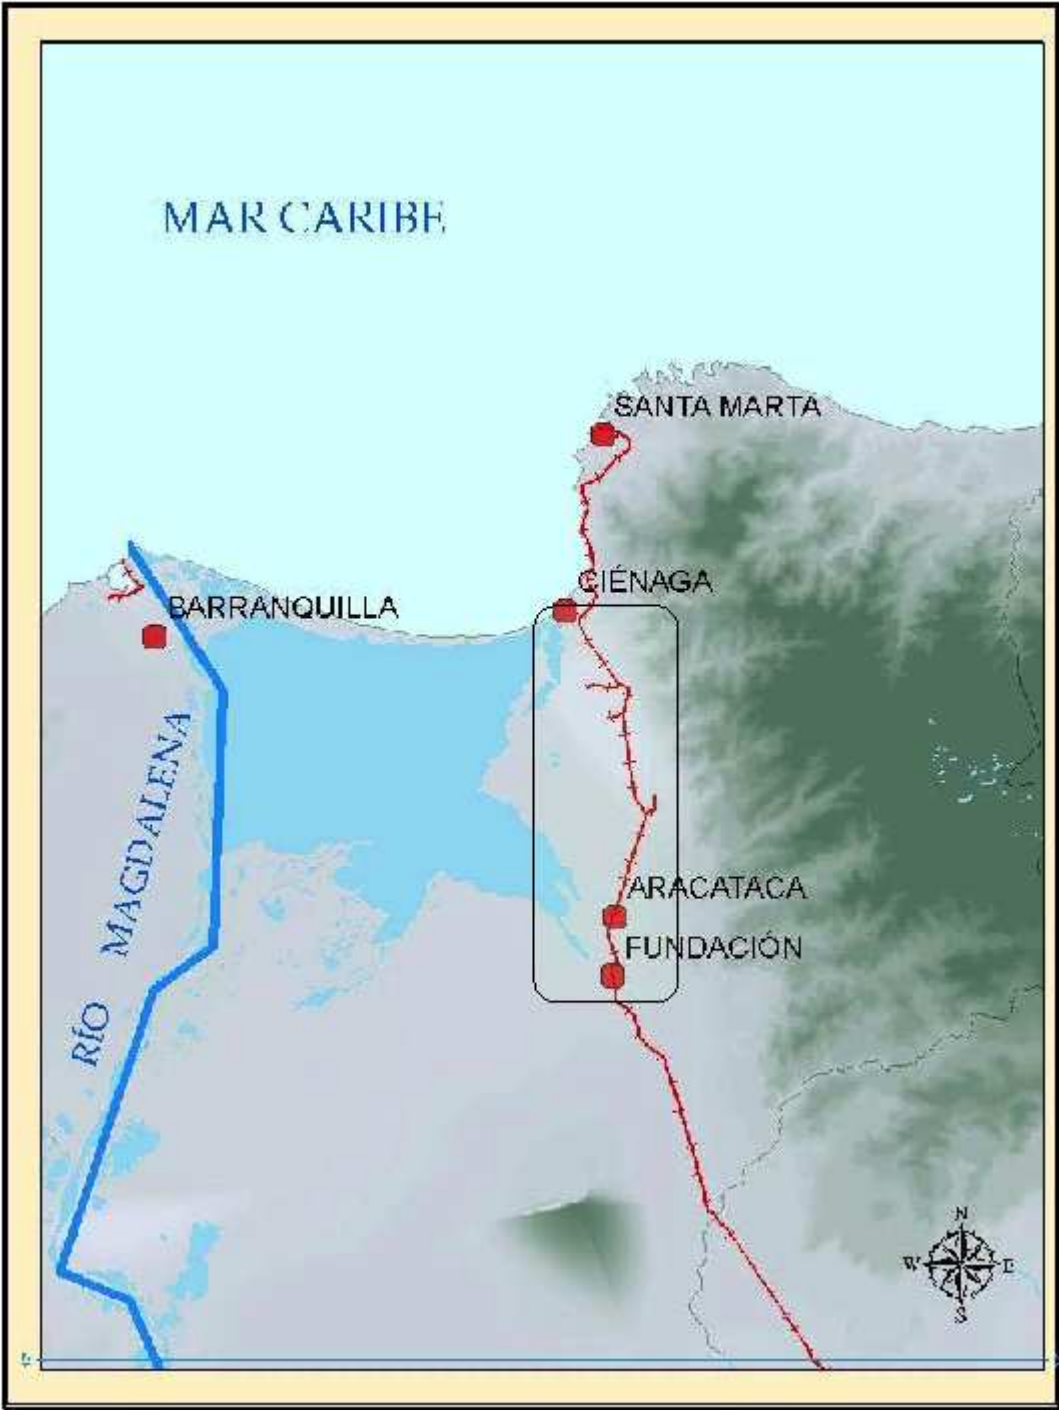 MAR CARIBE
SANTA MARTA
CIÉNAGA
BARRANQUILLA
RÍO MAGDALENA
ARACATACA
FUNDACIÓN
N
W E
S